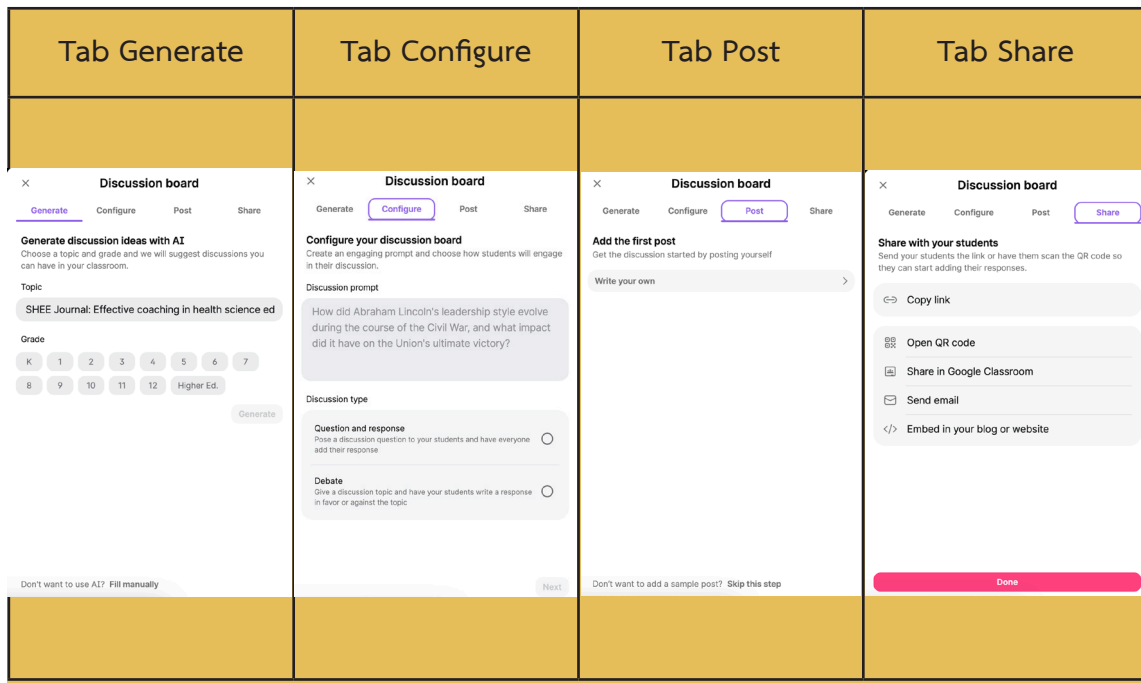 Tab Generate
Tab Configure
Tab Post
Tab Share
Discussion board
Generate Configure Post Share
Generate discussion ideas with AI
Choose a topic and grade and we will suggest discussions you
can have in your classroom.
Topic
SHEE Journal: Effective coaching in health science ed
Grade
K 1 2 3 4 5 6 7
8 9 10 11 12 Higher Ed.
Generate
Don't want to use AI? Fill manually
Discussion board
Generate Configure Post Share
Configure your discussion board
Create an engaging prompt and choose how students will engage
in their discussion.
Discussion prompt
How did Abraham Lincoln's leadership style evolve
during the course of the Civil War, and what impact
did it have on the Union's ultimate victory?
Discussion type
Question and response
Pose a discussion question to your students and have everyone
add their response
Debate
Give a discussion topic and have your students write a response
in favor or against the topic
Next
Discussion board
Generate Configure Post Share
Add the first post
Get the discussion started by posting yourself
Write your own
Don't want to add a sample post? Skip this step
Discussion board
Generate Configure Post Share
Share with your students
Send your students the link or have them scan the QR code so
they can start adding their responses.
Copy link
Open QR code
Share in Google Classroom
Send email
Embed in your blog or website
Done